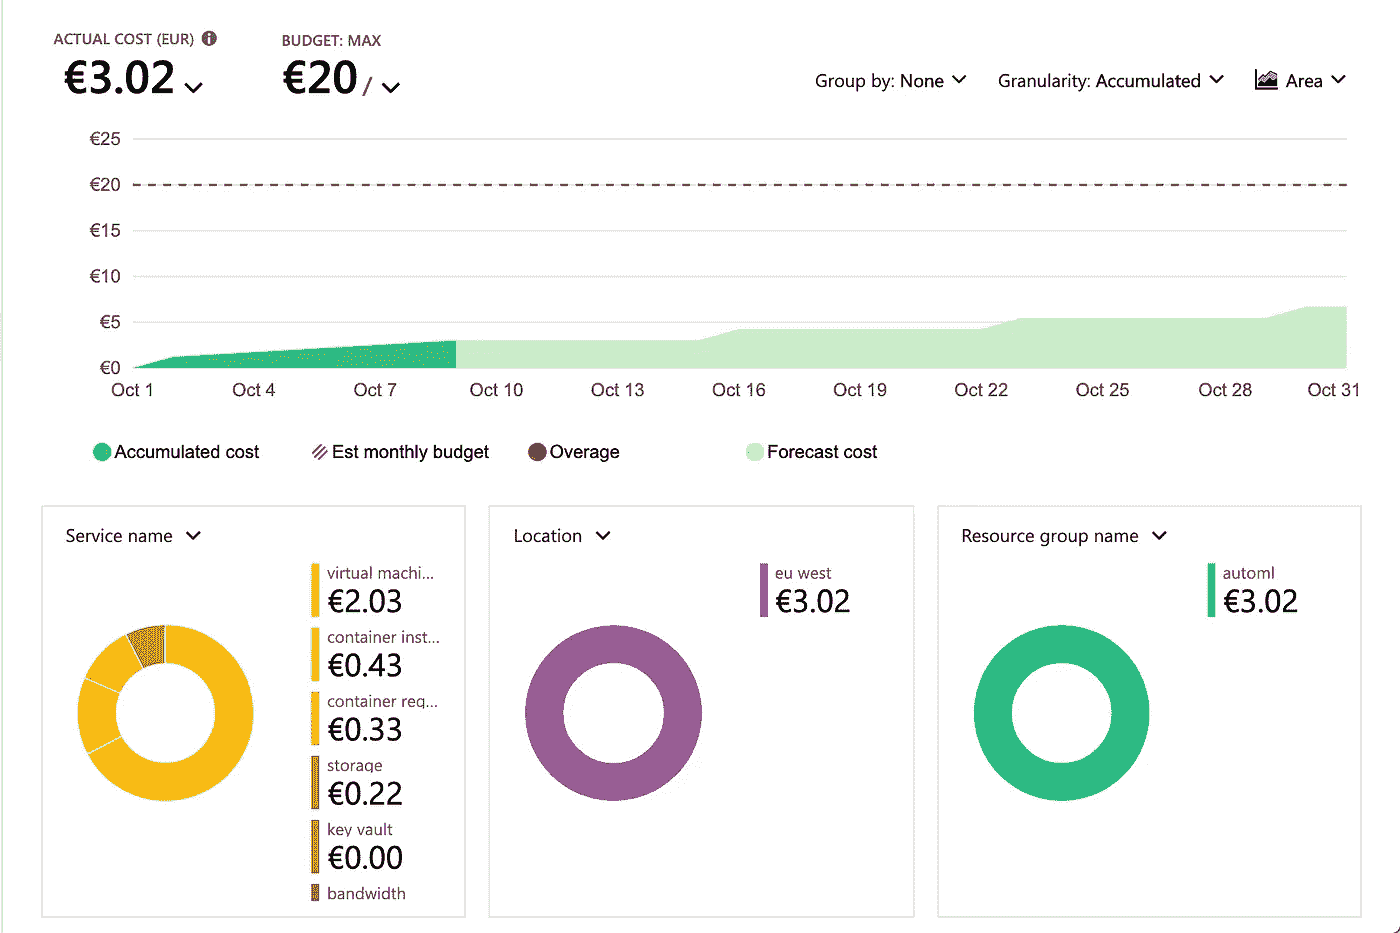 ACTUAL COST (EUR)
€3.02
BUDGET: MAX
€20 /
Group by: None
Granularity: Accumulated
Area
€25
€20
€15
€10
€5
€0
Oct 1 Oct 4 Oct 7 Oct 10 Oct 13 Oct 16 Oct 19 Oct 22 Oct 25 Oct 28 Oct 31
Accumulated cost Est monthly budget Overage Forecast cost
Service name
virtual machi...
€2.03
container inst...
€0.43
container reg...
€0.33
storage
€0.22
key vault
€0.00
bandwidth
Location
eu west
€3.02
Resource group name
automl
€3.02